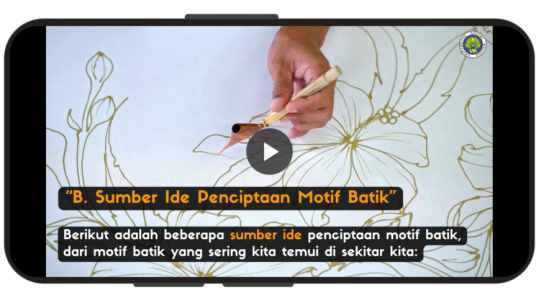 “B. Sumber Ide Penciptaan Motif Batik”
Berikut adalah beberapa sumber ide penciptaan motif batik,
dari motif batik yang sering kita temui di sekitar kita: